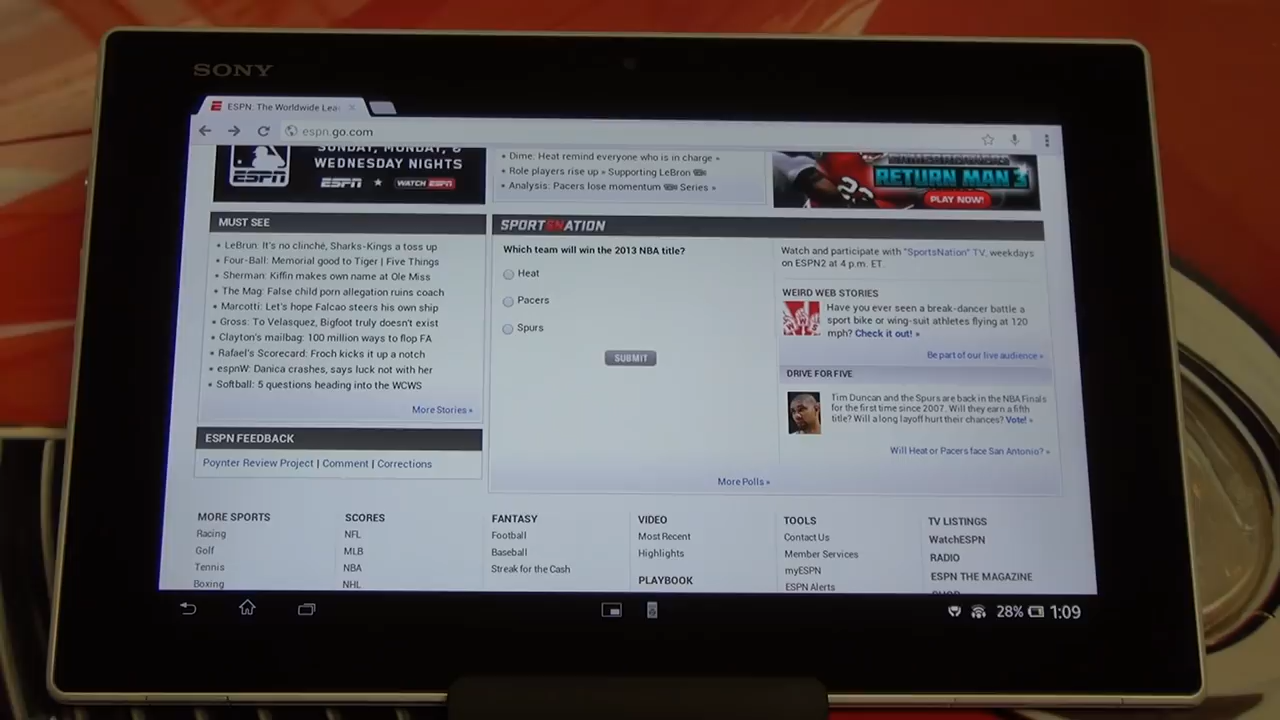 SONY
ESPN: The Worldwide Lea
espn.go.com
SUNDAY, MONDAY, &
WEDNESDAY NIGHTS
ESPN
ESPN
WATCH ESPN
• Dime: Heat remind everyone who is in charge »
• Role players rise up » Supporting LeBron
• Analysis: Pacers lose momentum Series »
RETURN MAN 3
PLAY NOW!
MUST SEE
• LeBrun: It's no clinché, Sharks-Kings a toss up
• Four-Ball: Memorial good to Tiger | Five Things
• Sherman: Kiffin makes own name at Ole Miss
• The Mag: False child porn allegation ruins coach
• Marcotti: Let's hope Falcao steers his own ship
• Gross: To Velasquez, Bigfoot truly doesn't exist
• Clayton's mailbag: 100 million ways to flop FA
• Rafael's Scorecard: Froch kicks it up a notch
• espnW: Danica crashes, says luck not with her
• Softball: 5 questions heading into the WCWS
More Stories »
ESPN FEEDBACK
Poynter Review Project | Comment | Corrections
SPORTSNATION
Which team will win the 2013 NBA title?
Heat
Pacers
Spurs
SUBMIT
More Polls »
Watch and participate with "SportsNation" TV, weekdays
on ESPN2 at 4 p.m. ET.
WEIRD WEB STORIES
Have you ever seen a break-dancer battle a
sport bike or wing-suit athletes flying at 120
mph? Check it out! »
Be part of our live audience »
DRIVE FOR FIVE
Tim Duncan and the Spurs are back in the NBA Finals
for the first time since 2007. Will they earn a fifth
title? Will a long layoff hurt their chances? Vote! »
Will Heat or Pacers face San Antonio? »
MORE SPORTS
Racing
Golf
Tennis
Boxing
SCORES
NFL
MLB
NBA
NHL
FANTASY
Football
Baseball
Streak for the Cash
VIDEO
Most Recent
Highlights
PLAYBOOK
TOOLS
Contact Us
Member Services
myESPN
ESPN Alerts
TV LISTINGS
WatchESPN
RADIO
ESPN THE MAGAZINE
SHOP
28% 1:09